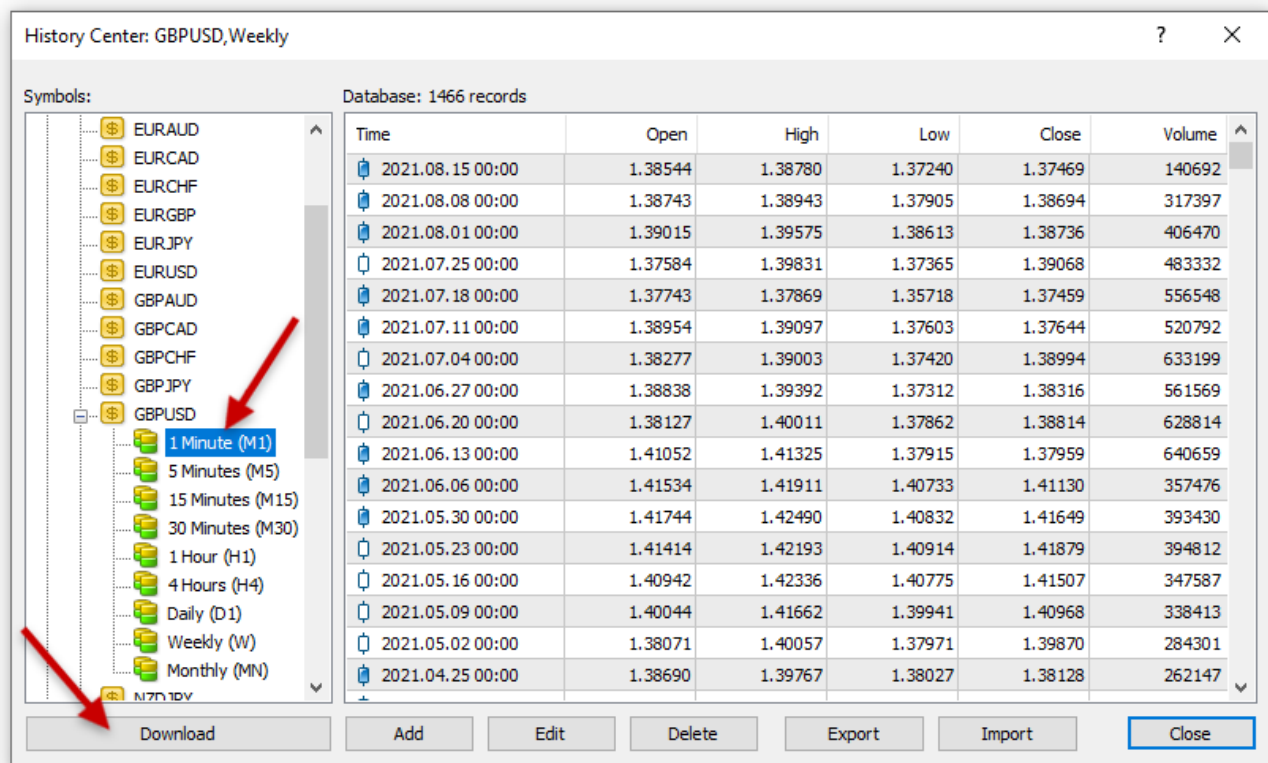 History Center: GBPUSD,Weekly ?
Symbols:
EURAUD
EURCAD
EURCHF
EURGBP
EURJPY
EURUSD
GBPAUD
GBPCAD
GBPCHF
GBPJPY
GBPUSD
1 Minute (M1)
5 Minutes (M5)
15 Minutes (M15)
30 Minutes (M30)
1 Hour (H1)
4 Hours (H4)
Daily (D1)
Weekly (W)
Monthly (MN)
NZDJPY
Download
Database: 1466 records
Time Open High Low Close Volume
2021.08.15 00:00 1.38544 1.38780 1.37240 1.37469 140692
2021.08.08 00:00 1.38743 1.38943 1.37905 1.38694 317397
2021.08.01 00:00 1.39015 1.39575 1.38613 1.38736 406470
2021.07.25 00:00 1.37584 1.39831 1.37365 1.39068 483332
2021.07.18 00:00 1.37743 1.37869 1.35718 1.37459 556548
2021.07.11 00:00 1.38954 1.39097 1.37603 1.37644 520792
2021.07.04 00:00 1.38277 1.39003 1.37420 1.38994 633199
2021.06.27 00:00 1.38838 1.39392 1.37312 1.38316 561569
2021.06.20 00:00 1.38127 1.40011 1.37862 1.38814 628814
2021.06.13 00:00 1.41052 1.41325 1.37915 1.37959 640659
2021.06.06 00:00 1.41534 1.41911 1.40733 1.41130 357476
2021.05.30 00:00 1.41744 1.42490 1.40832 1.41649 393430
2021.05.23 00:00 1.41414 1.42193 1.40914 1.41879 394812
2021.05.16 00:00 1.40942 1.42336 1.40775 1.41507 347587
2021.05.09 00:00 1.40044 1.41662 1.39941 1.40968 338413
2021.05.02 00:00 1.38071 1.40057 1.37971 1.39870 284301
2021.04.25 00:00 1.38690 1.39767 1.38027 1.38128 262147
Add Edit Delete Export Import Close